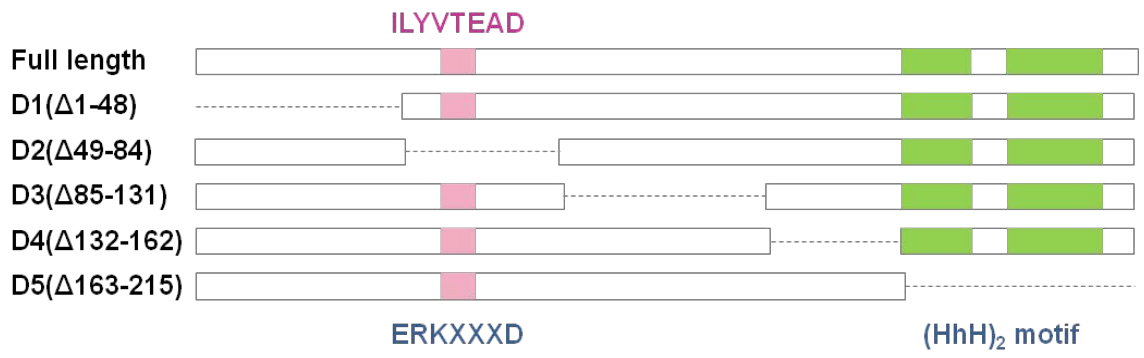 ILYVTEAD
Full length
D1(Δ1-48)
D2(Δ49-84)
D3(Δ85-131)
D4(Δ132-162)
D5(Δ163-215)
ERKXXXD (HhH)₂ motif